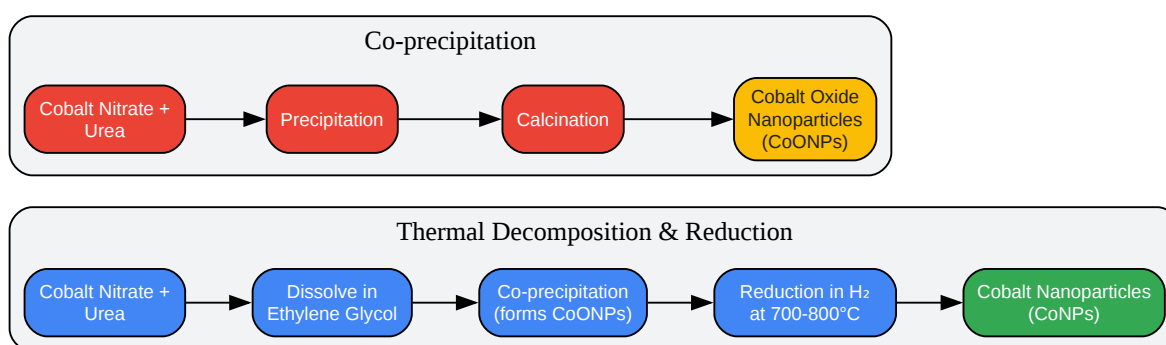 Co-precipitation
Cobalt Nitrate +
Urea
Precipitation
Calcination
Cobalt Oxide
Nanoparticles
(CoONPs)
Thermal Decomposition & Reduction
Cobalt Nitrate +
Urea
Dissolve in
Ethylene Glycol
Co-precipitation
(forms CoONPs)
Reduction in H₂
at 700-800°C
Cobalt Nanoparticles
(CoNPs)